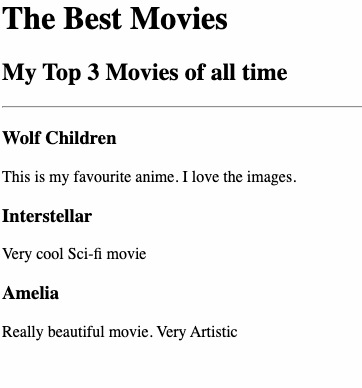 The Best Movies
My Top 3 Movies of all time
Wolf Children
This is my favourite anime. I love the images.
Interstellar
Very cool Sci-fi movie
Amelia
Really beautiful movie. Very Artistic